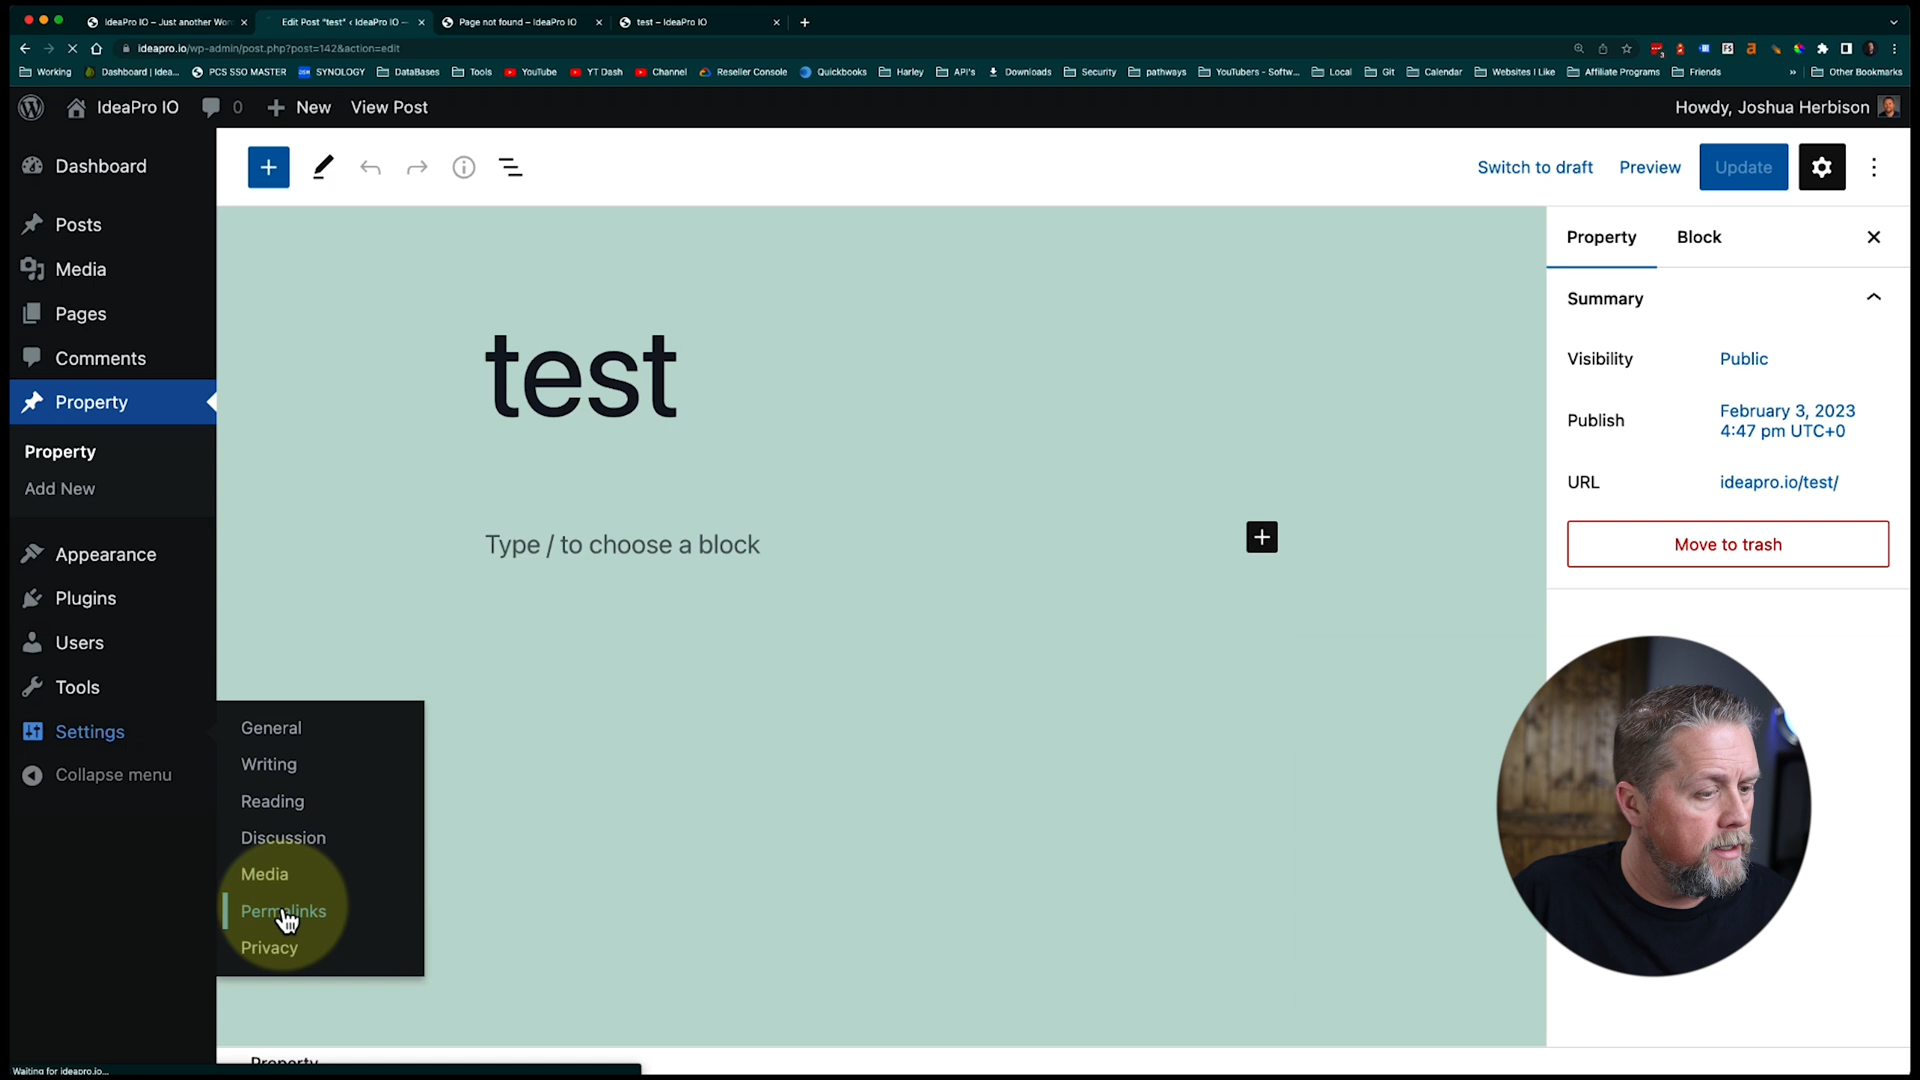 IdeaPro IO – Just another Wor
Edit Post "test" ‹ IdeaPro IO —
Page not found – IdeaPro IO
test – IdeaPro IO
ideapro.io/wp-admin/post.php?post=142&action=edit
Working
Dashboard | Idea...
PCS SSO MASTER
SYNOLOGY
DataBases
Tools
YouTube
YT Dash
Channel
Reseller Console
Quickbooks
Harley
API's
Downloads
Security
pathways
YouTubers - Softw...
Local
Git
Calendar
Websites I Like
Affiliate Programs
Friends
»
Other Bookmarks
IdeaPro IO
0
New
View Post
Howdy, Joshua Herbison
Dashboard
Posts
Media
Pages
Comments
Property
Property
Add New
Appearance
Plugins
Users
Tools
Settings
Collapse menu
General
Writing
Reading
Discussion
Media
Permalinks
Privacy
Switch to draft
Preview
Update
test
Type / to choose a block
Property
Block
Summary
Visibility
Public
Publish
February 3, 2023
4:47 pm UTC+0
URL
ideapro.io/test/
Move to trash
Property
Waiting for ideapro.io...